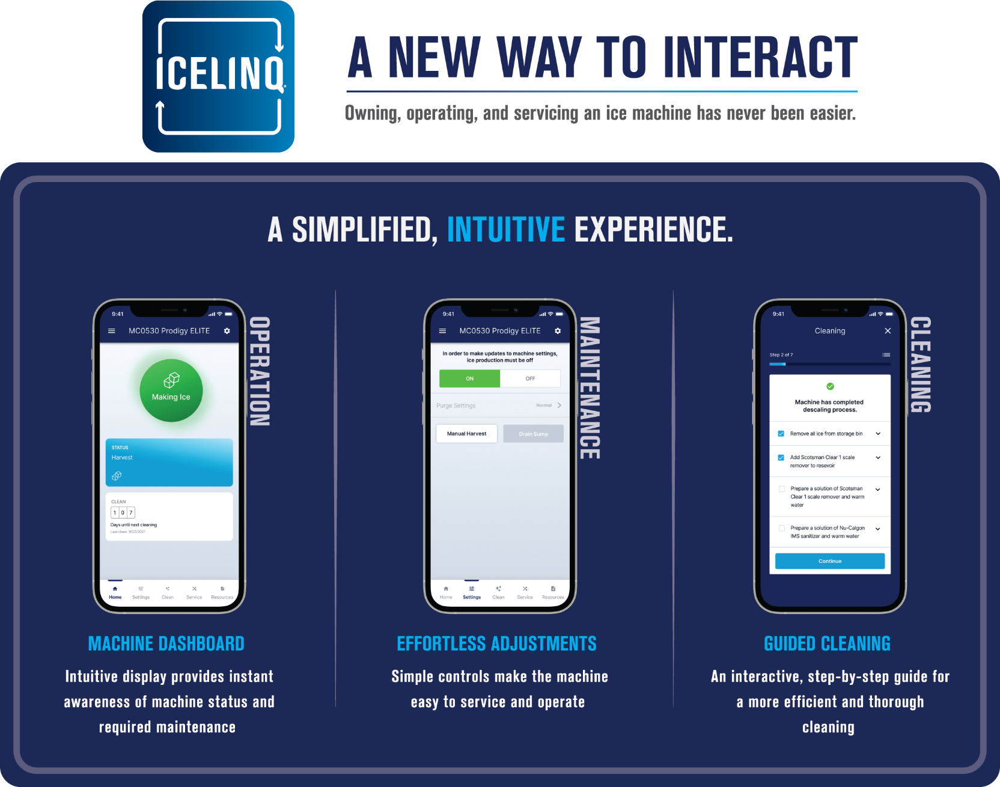 ICELINQ
A NEW WAY TO INTERACT
Owning, operating, and servicing an ice machine has never been easier.
A SIMPLIFIED, INTUITIVE EXPERIENCE.
9:41
MC0530 Prodigy ELITE
Making Ice
STATUS
Harvest
CLEAN
1 0 7
Days until next cleaning
Last clean: 9/22/2021
Home Settings Clean Service Resources
OPERATION
MACHINE DASHBOARD
Intuitive display provides instant
awareness of machine status and
required maintenance
9:41
MC0530 Prodigy ELITE
In order to make updates to machine settings,
ice production must be off
ON OFF
Purge Settings Normal
Manual Harvest Drain Sump
Home Settings Clean Service Resources
MAINTENANCE
EFFORTLESS ADJUSTMENTS
Simple controls make the machine
easy to service and operate
9:41
Cleaning
Step 2 of 7
Machine has completed
descaling process.
Remove all ice from storage bin
Add Scotsman Clear 1 scale
remover to resevoir
Prepare a solution of Scotsman
Clear 1 scale remover and warm
water
Prepare a solution of Nu-Calgon
IMS sanitizer and warm water
Continue
CLEANING
GUIDED CLEANING
An interactive, step-by-step guide for
a more efficient and thorough
cleaning